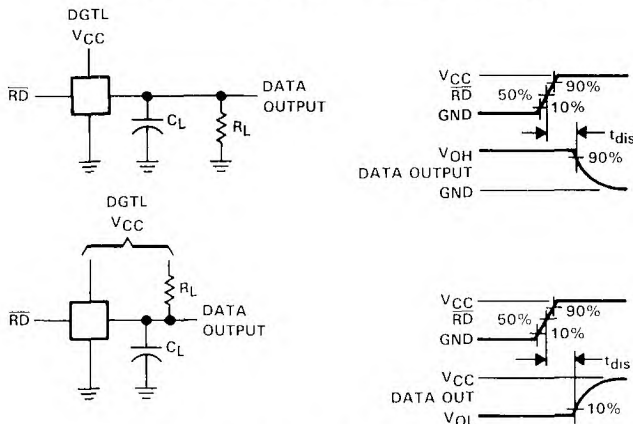 DGTL
VCC
RD
DATA
OUTPUT
CL
RL
VCC
RD
GND
50%
90%
10%
tdis
VOH
DATA OUTPUT
GND
90%
DGTL
VCC
RL
RD
DATA
OUTPUT
CL
VCC
RD
GND
50%
90%
10%
tdis
VCC
DATA OUT
VOL
10%